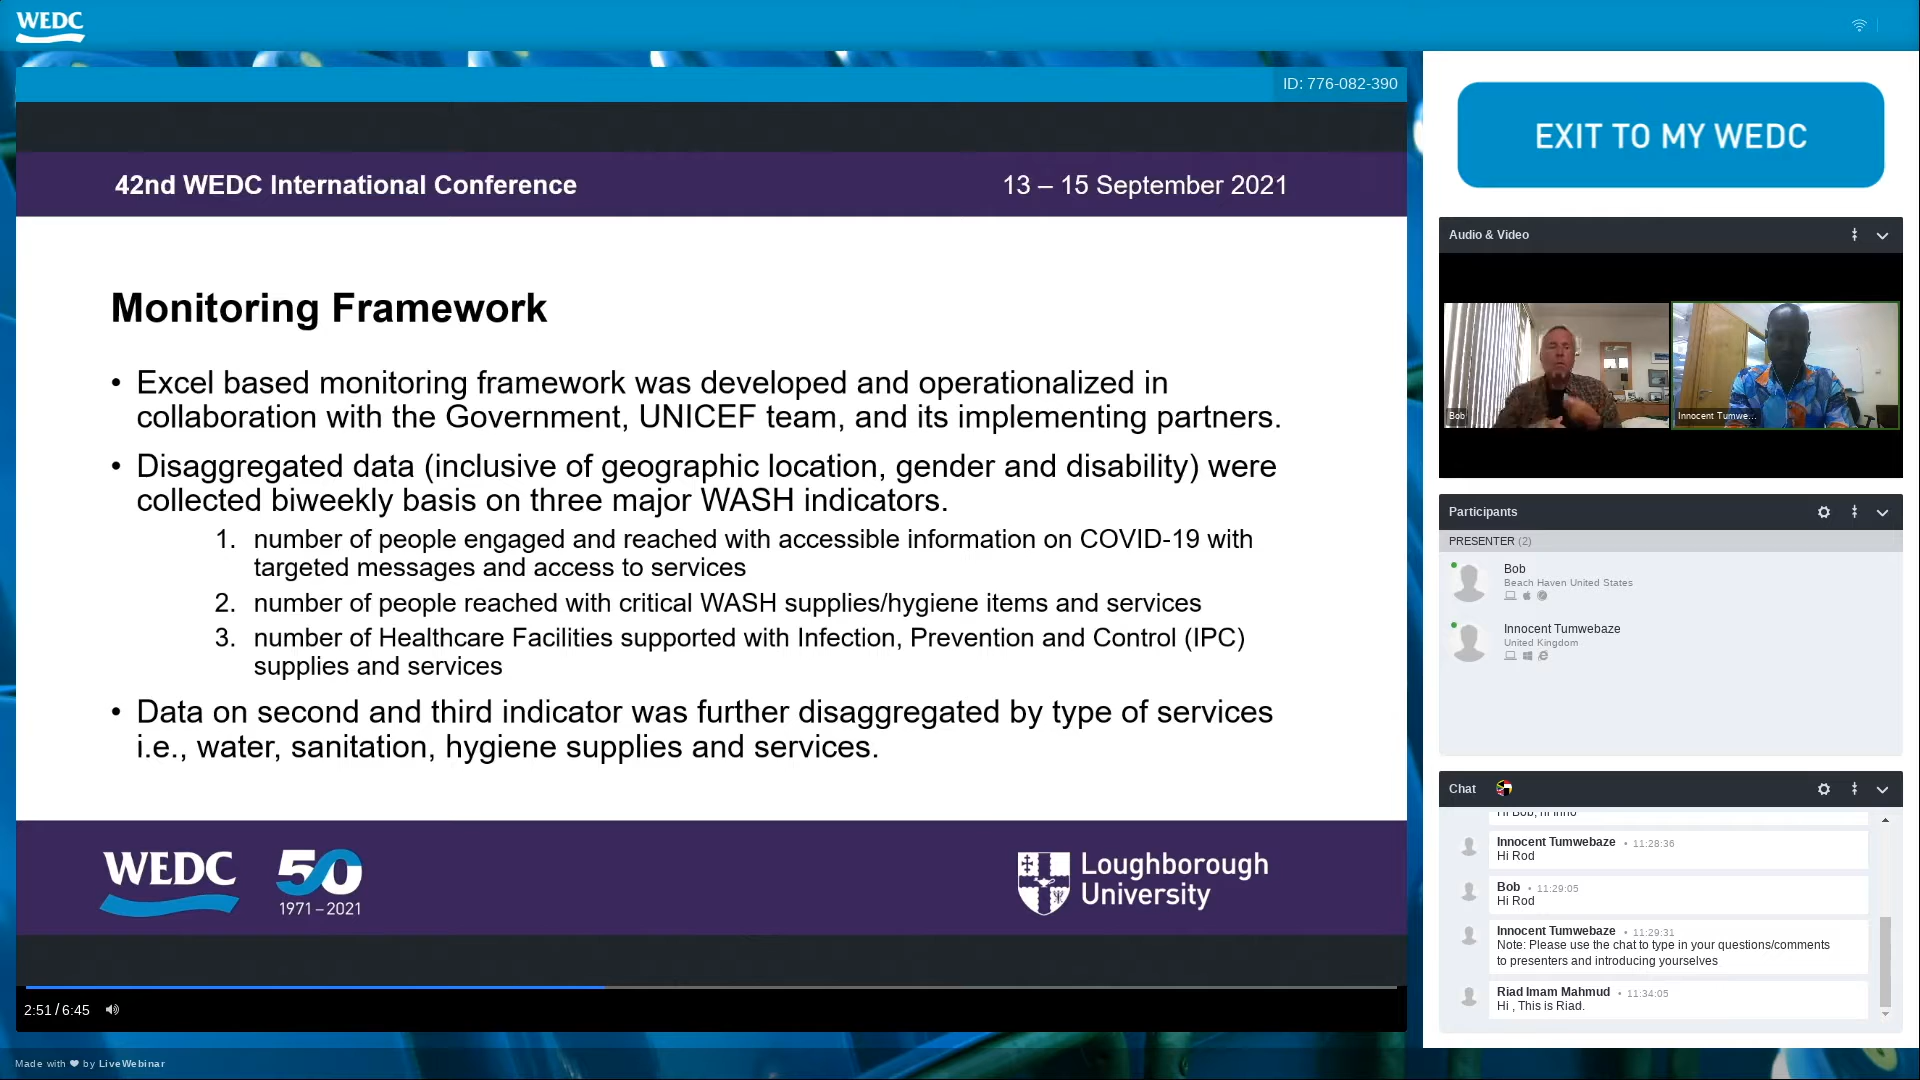 WEDC
ID: 776-082-390
42nd WEDC International Conference
13 – 15 September 2021
Monitoring Framework
• Excel based monitoring framework was developed and operationalized in
collaboration with the Government, UNICEF team, and its implementing partners.
• Disaggregated data (inclusive of geographic location, gender and disability) were
collected biweekly basis on three major WASH indicators.
1. number of people engaged and reached with accessible information on COVID-19 with
targeted messages and access to services
2. number of people reached with critical WASH supplies/hygiene items and services
3. number of Healthcare Facilities supported with Infection, Prevention and Control (IPC)
supplies and services
• Data on second and third indicator was further disaggregated by type of services
i.e., water, sanitation, hygiene supplies and services.
WEDC
50
1971 – 2021
Loughborough
University
2:51 / 6:45
Made with ❤ by LiveWebinar
EXIT TO MY WEDC
Audio & Video
Bob
Innocent Tumwe...
Participants
PRESENTER (2)
Bob
Beach Haven United States
Innocent Tumwebaze
United Kingdom
Chat
Hi Bob, hi Inno
Innocent Tumwebaze • 11:28:36
Hi Rod
Bob • 11:29:05
Hi Rod
Innocent Tumwebaze • 11:29:31
Note: Please use the chat to type in your questions/comments
to presenters and introducing yourselves
Riad Imam Mahmud • 11:34:05
Hi , This is Riad.